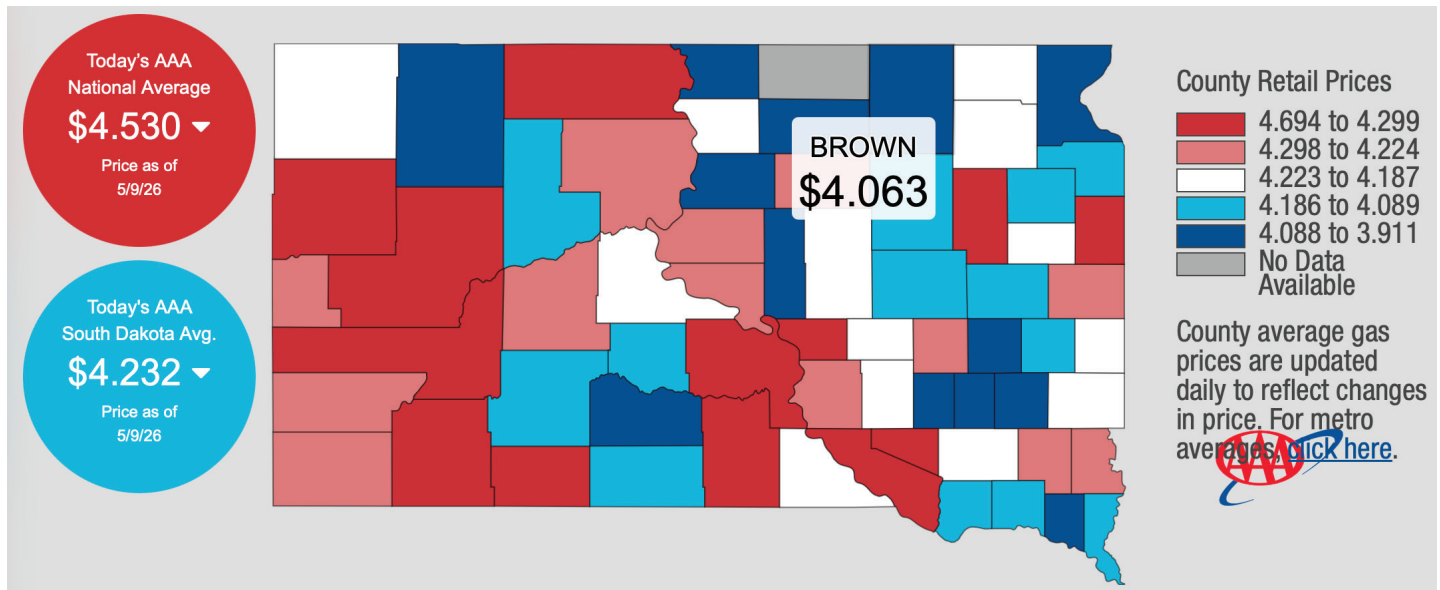 Today's AAA
National Average
$4.530
Price as of
5/9/26
Today's AAA
South Dakota Avg.
$4.232
Price as of
5/9/26
BROWN
$4.063
County Retail Prices
4.694 to 4.299
4.298 to 4.224
4.223 to 4.187
4.186 to 4.089
4.088 to 3.911
No Data
Available
County average gas
prices are updated
daily to reflect changes
in price. For metro
averages, click here.
AAA